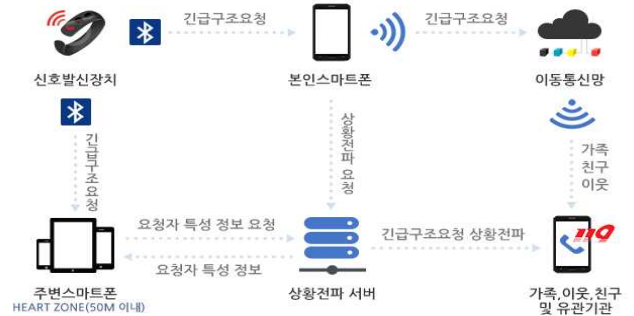 긴급구조요청
긴급구조요청
신호발신장치
본인스마트폰
이동통신망
긴급구조요청
상황전파 요청
가족
친구
이웃
요청자 특성 정보 요청
요청자 특성 정보
긴급구조요청 상황전파
119
주변스마트폰
HEART ZONE(50M 이내)
상황전파 서버
가족,이웃,친구
및 유관기관